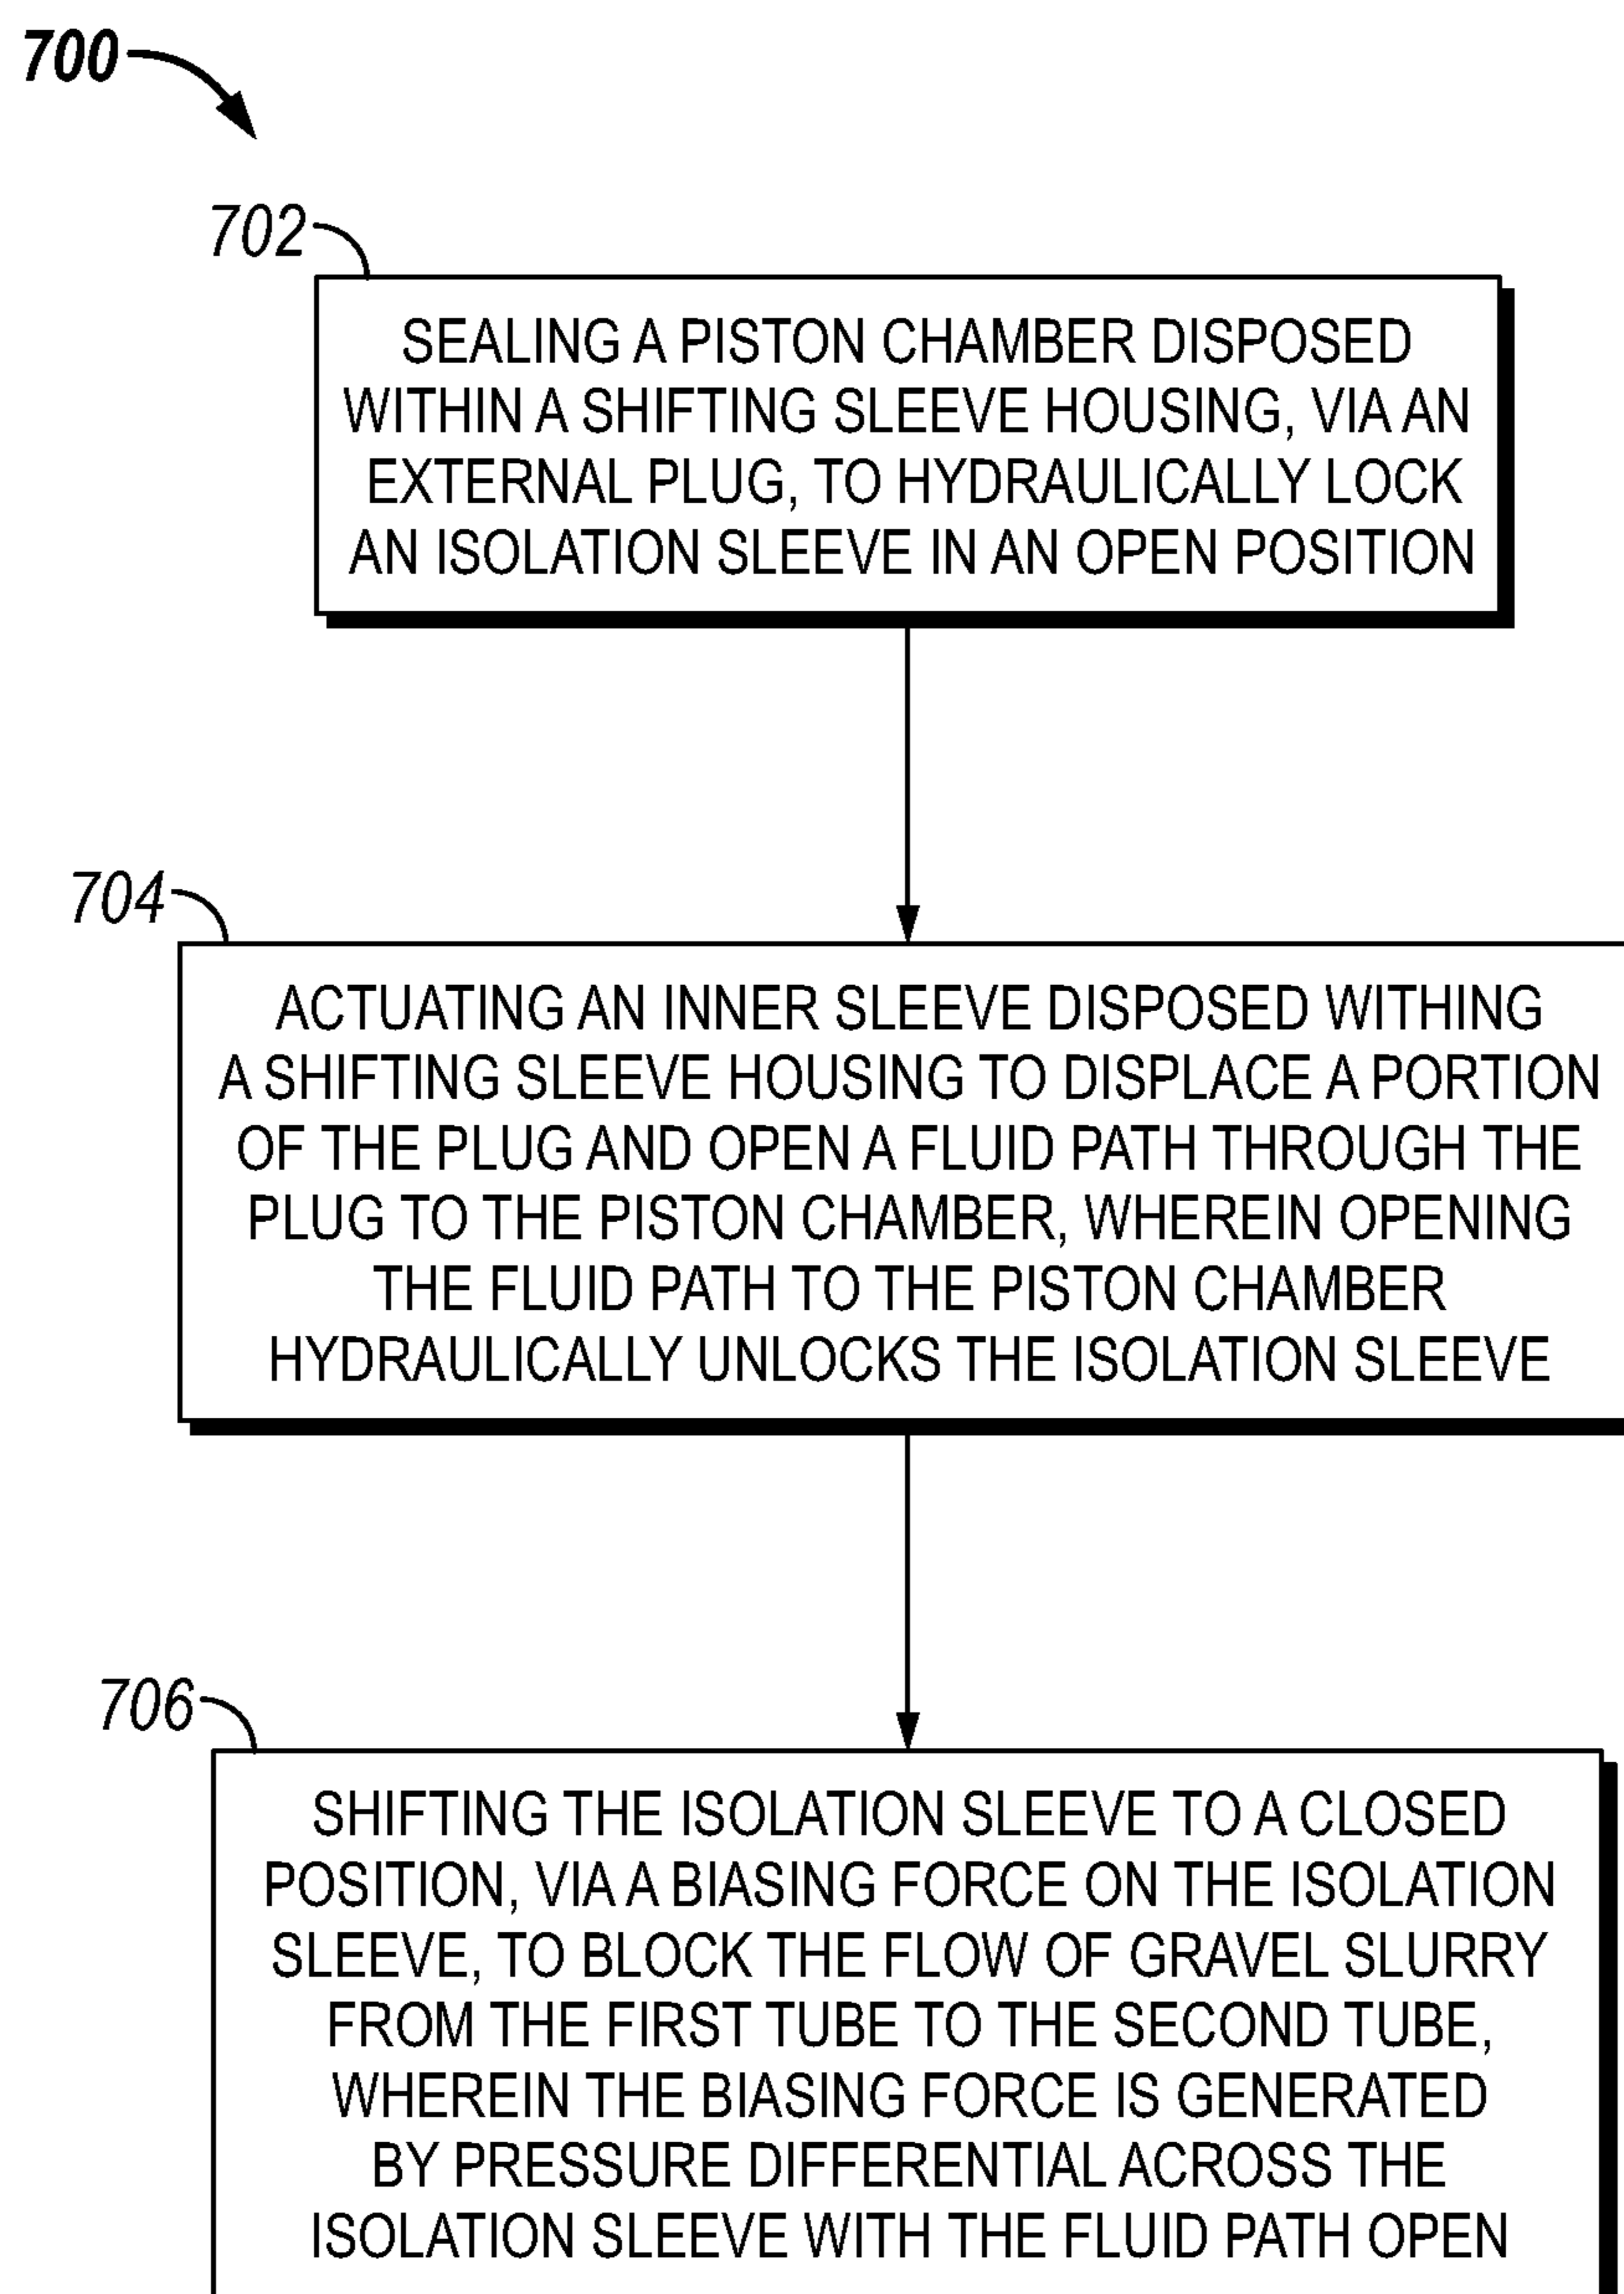 700
702
SEALING A PISTON CHAMBER DISPOSED
WITHIN A SHIFTING SLEEVE HOUSING, VIA AN
EXTERNAL PLUG, TO HYDRAULICALLY LOCK
AN ISOLATION SLEEVE IN AN OPEN POSITION
704
ACTUATING AN INNER SLEEVE DISPOSED WITHING
A SHIFTING SLEEVE HOUSING TO DISPLACE A PORTION
OF THE PLUG AND OPEN A FLUID PATH THROUGH THE
PLUG TO THE PISTON CHAMBER, WHEREIN OPENING
THE FLUID PATH TO THE PISTON CHAMBER
HYDRAULICALLY UNLOCKS THE ISOLATION SLEEVE
706
SHIFTING THE ISOLATION SLEEVE TO A CLOSED
POSITION, VIA A BIASING FORCE ON THE ISOLATION
SLEEVE, TO BLOCK THE FLOW OF GRAVEL SLURRY
FROM THE FIRST TUBE TO THE SECOND TUBE,
WHEREIN THE BIASING FORCE IS GENERATED
BY PRESSURE DIFFERENTIAL ACROSS THE
ISOLATION SLEEVE WITH THE FLUID PATH OPEN